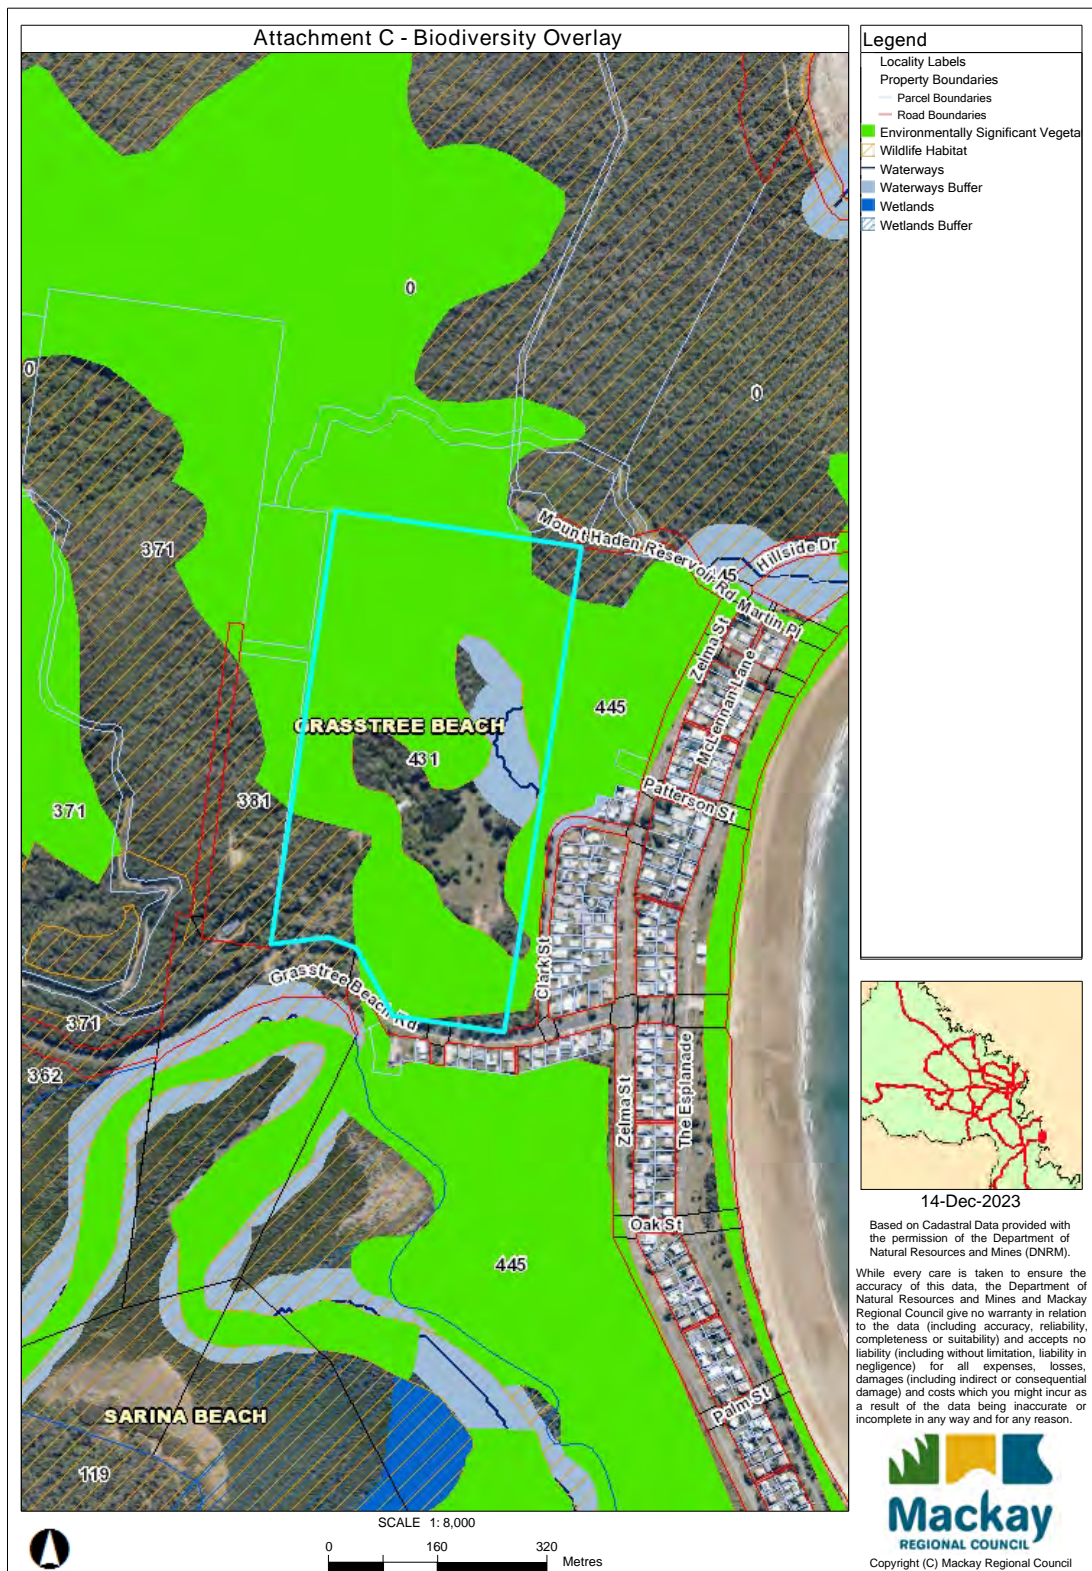 Attachment C - Biodiversity Overlay
Legend
Locality Labels
Property Boundaries
Parcel Boundaries
Road Boundaries
Environmentally Significant Vegeta
Wildlife Habitat
Waterways
Waterways Buffer
Wetlands
Wetlands Buffer
0
0
0
371
Mount Haden Reservoir Rd
Hillside Dr
45
Martin Pl
Zelma St
McLennan Lane
445
GRASSTREE BEACH
431
381
371
Patterson St
Clark St
Grasstree Beach Rd
371
362
Zelma St
The Esplanade
Oak St
445
Palm St
SARINA BEACH
119
14-Dec-2023
Based on Cadastral Data provided with
the permission of the Department of
Natural Resources and Mines (DNRM).
While every care is taken to ensure the
accuracy of this data, the Department of
Natural Resources and Mines and Mackay
Regional Council give no warranty in relation
to the data (including accuracy, reliability,
completeness or suitability) and accepts no
liability (including without limitation, liability in
negligence) for all expenses, losses,
damages (including indirect or consequential
damage) and costs which you might incur as
a result of the data being inaccurate or
incomplete in any way and for any reason.
Mackay
REGIONAL COUNCIL
Copyright (C) Mackay Regional Council
SCALE 1: 8,000
0 160 320
Metres